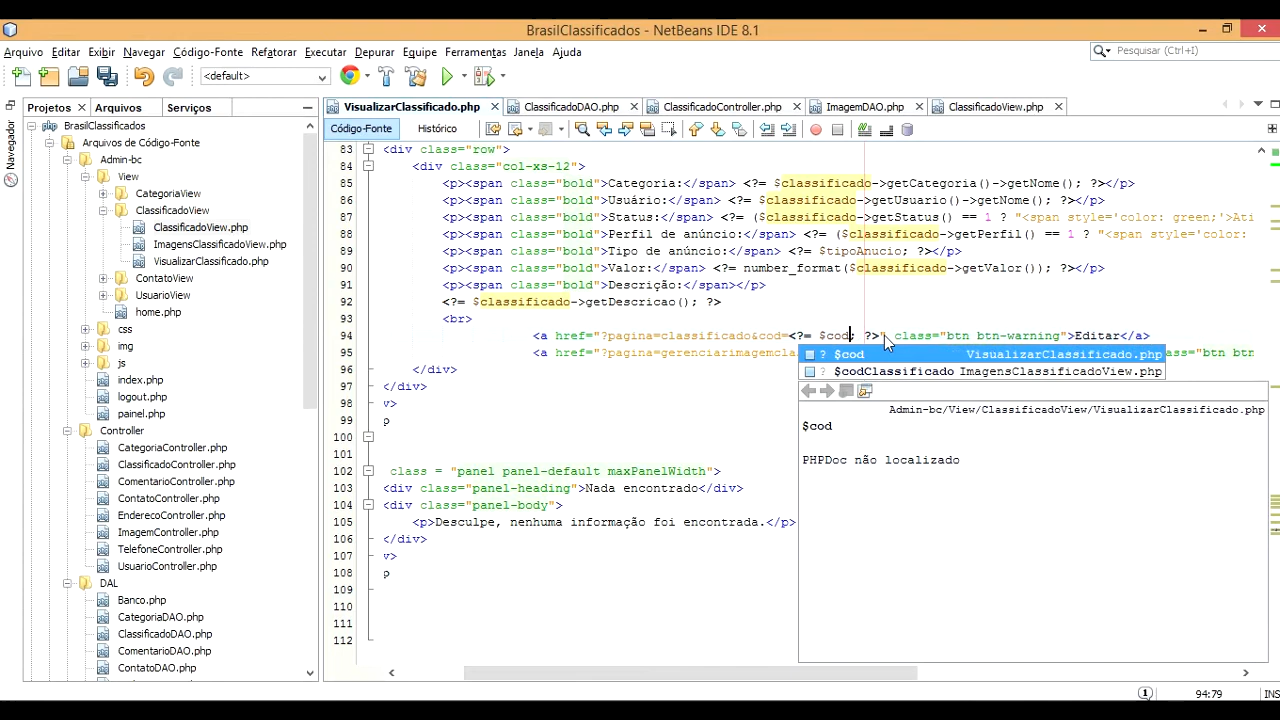 BrasilClassificados - NetBeans IDE 8.1
Arquivo Editar Exibir Navegar Código-Fonte Refatorar Executar Depurar Equipe Ferramentas Janela Ajuda
Pesquisar (Ctrl+I)
<default>
Projetos Arquivos Serviços
VisualizarClassificado.php ClassificadoDAO.php ClassificadoController.php ImagemDAO.php ClassificadoView.php
Navegador
Código-Fonte Histórico
BrasilClassificados
Arquivos de Código-Fonte
Admin-bc
View
CategoriaView
ClassificadoView
ClassificadoView.php
ImagensClassificadoView.php
VisualizarClassificado.php
ContatoView
UsuarioView
home.php
css
img
js
index.php
logout.php
painel.php
Controller
CategoriaController.php
ClassificadoController.php
ComentarioController.php
ContatoController.php
EnderecoController.php
ImagemController.php
TelefoneController.php
UsuarioController.php
DAL
Banco.php
CategoriaDAO.php
ClassificadoDAO.php
ComentarioDAO.php
ContatoDAO.php
83 <div class="row">
84 <div class="col-xs-12">
85 <p><span class="bold">Categoria:</span> <?= $classificado->getCategoria()->getNome(); ?></p>
86 <p><span class="bold">Usuário:</span> <?= $classificado->getUsuario()->getNome(); ?></p>
87 <p><span class="bold">Status:</span> <?= ($classificado->getStatus() == 1 ? "<span style='color: green;'>Ati
88 <p><span class="bold">Perfil de anúncio:</span> <?= ($classificado->getPerfil() == 1 ? "<span style='color:
89 <p><span class="bold">Tipo de anúncio:</span> <?= $tipoAnucio; ?></p>
90 <p><span class="bold">Valor:</span> <?= number_format($classificado->getValor()); ?></p>
91 <p><span class="bold">Descrição:</span></p>
92 <?= $classificado->getDescricao(); ?>
93 <br>
94 <a href="?pagina=classificado&cod=<?= $cod; ?>" class="btn btn-warning">Editar</a>
95 <a href="?pagina=gerenciarimagemcla ass="btn btn
96 </div>
97 </div>
98 v>
99 p
100
101
102 class = "panel panel-default maxPanelWidth">
103 <div class="panel-heading">Nada encontrado</div>
104 <div class="panel-body">
105 <p>Desculpe, nenhuma informação foi encontrada.</p>
106 </div>
107 v>
108 p
109
110
111
112
? $cod VisualizarClassificado.php
? $codClassificado ImagensClassificadoView.php
Admin-bc/View/ClassificadoView/VisualizarClassificado.php
$cod
PHPDoc não localizado
1 94:79 INS